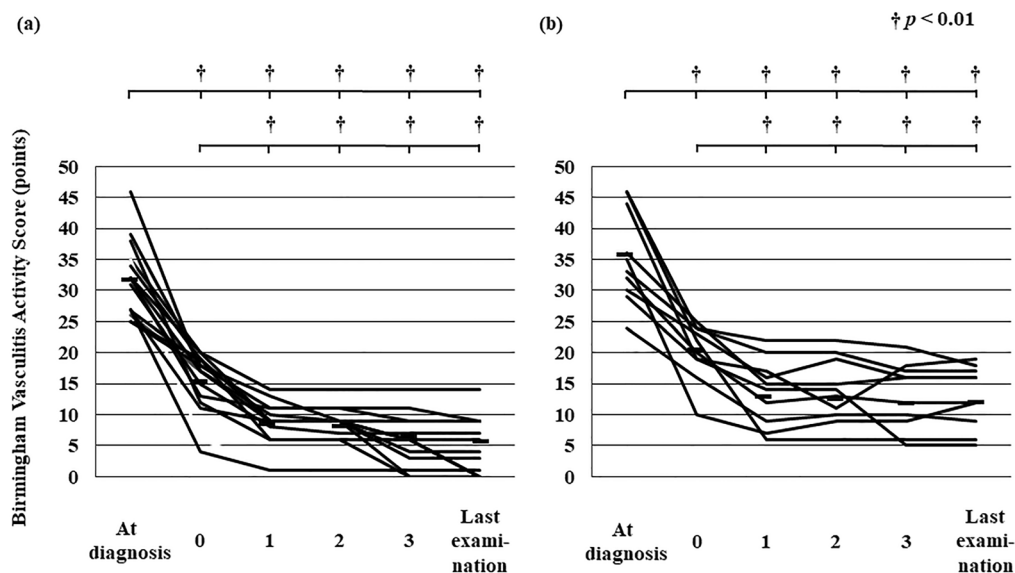 (a)
(b)
† p < 0.01
† † † † †
† † † †
† † † † †
† † † †
Birmingham Vasculitis Activity Score (points)
50
45
40
35
30
25
20
15
10
5
0
At
diagnosis
0
1
2
3
Last
exami-
nation
50
45
40
35
30
25
20
15
10
5
0
At
diagnosis
0
1
2
3
Last
exami-
nation